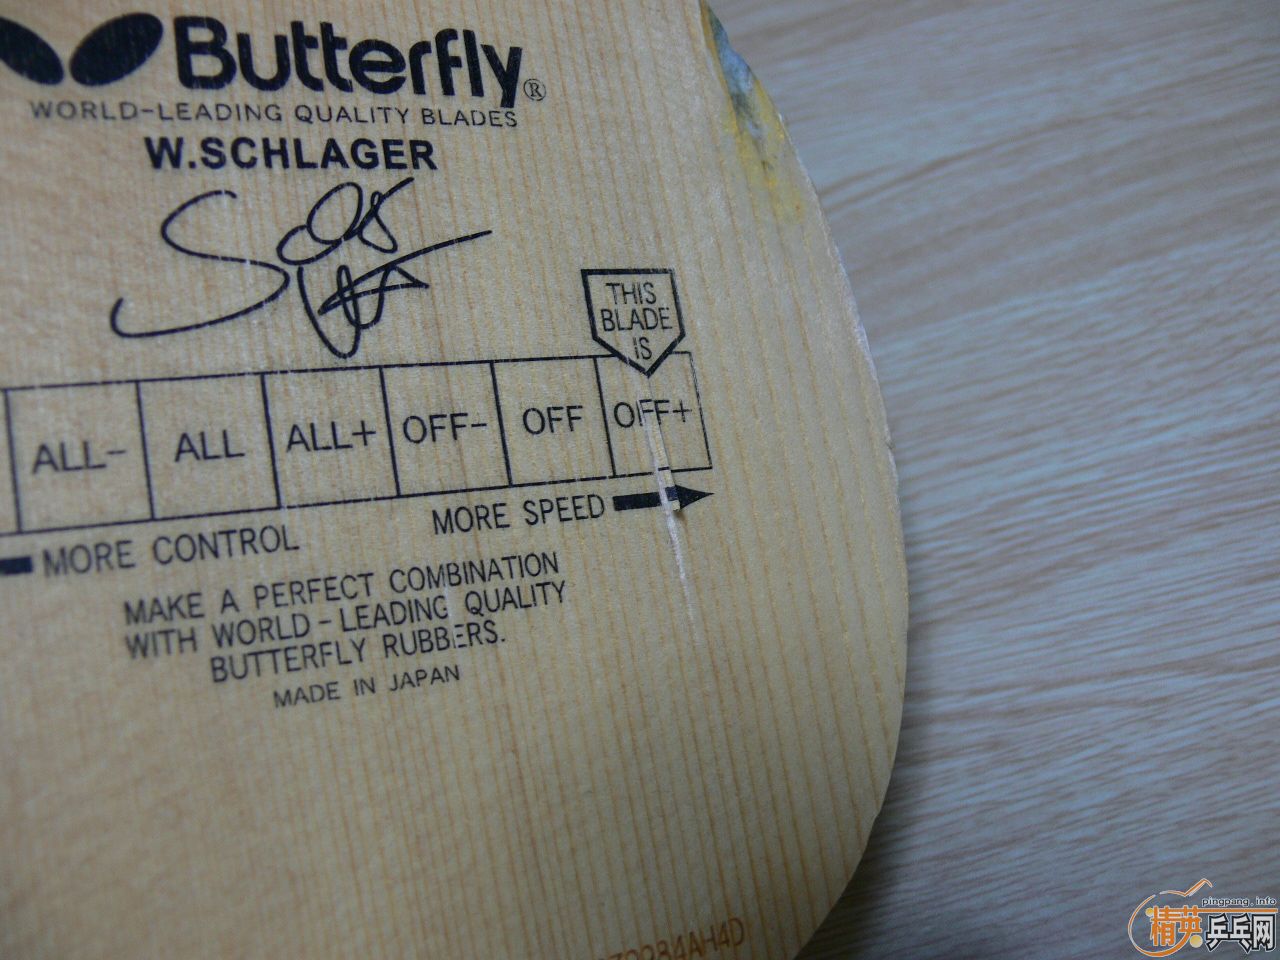 Butterfly®
WORLD-LEADING QUALITY BLADES
W.SCHLAGER
THIS
BLADE
IS
ALL- ALL ALL+ OFF- OFF OFF+
MORE CONTROL MORE SPEED
MAKE A PERFECT COMBINATION
WITH WORLD-LEADING QUALITY
BUTTERFLY RUBBERS.
MADE IN JAPAN
pingpang.info
精英乒乓网